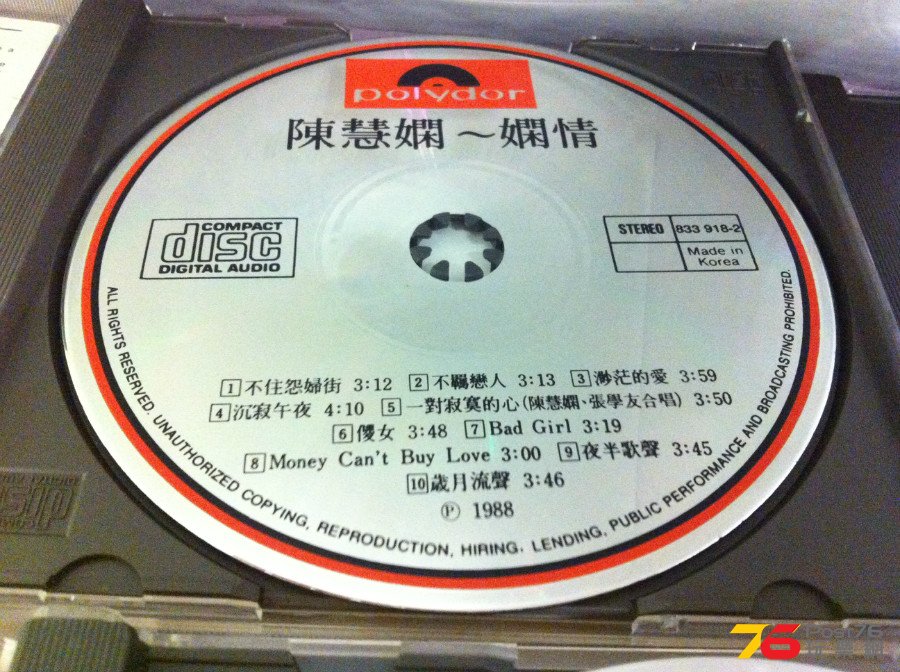 polydor
陳慧嫻～嫻情
COMPACT
disc
DIGITAL AUDIO
STEREO 833 918-2
Made in
Korea
1 不住怨婦街 3:12 2 不羈戀人 3:13 3 渺茫的愛 3:59
4 沉寂午夜 4:10 5 一對寂寞的心(陳慧嫻、張學友合唱) 3:50
6 儍女 3:48 7 Bad Girl 3:19
8 Money Can't Buy Love 3:00 9 夜半歌聲 3:45
10 歲月流聲 3:46
Ⓟ 1988
ALL RIGHTS RESERVED. UNAUTHORIZED COPYING, REPRODUCTION, HIRING, LENDING, PUBLIC PERFORMANCE AND BROADCASTING PROHIBITED.
76 Post76